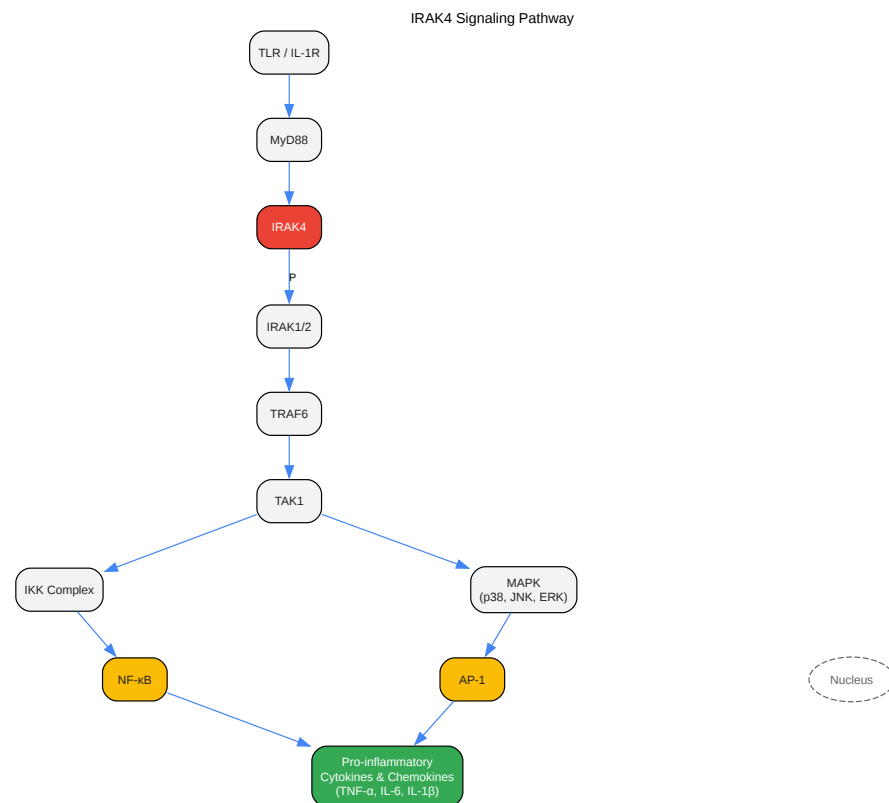 IRAK4 Signaling Pathway
TLR / IL-1R
MyD88
IRAK4
P
IRAK1/2
TRAF6
TAK1
IKK Complex
MAPK
(p38, JNK, ERK)
NF-κB
AP-1
Nucleus
Pro-inflammatory
Cytokines & Chemokines
(TNF-α, IL-6, IL-1β)